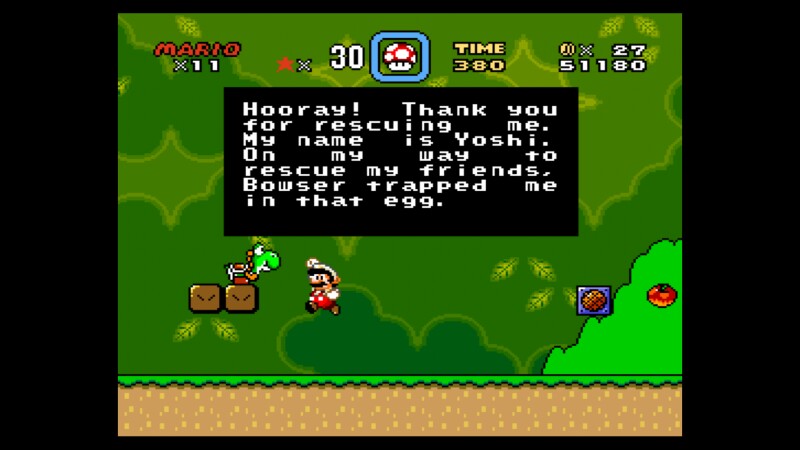 MARIO
x11
★x
30
TIME
380
x 27
51180
Hooray! Thank you
for rescuing me.
My name is Yoshi.
On my way to
rescue my friends,
Bowser trapped me
in that egg.